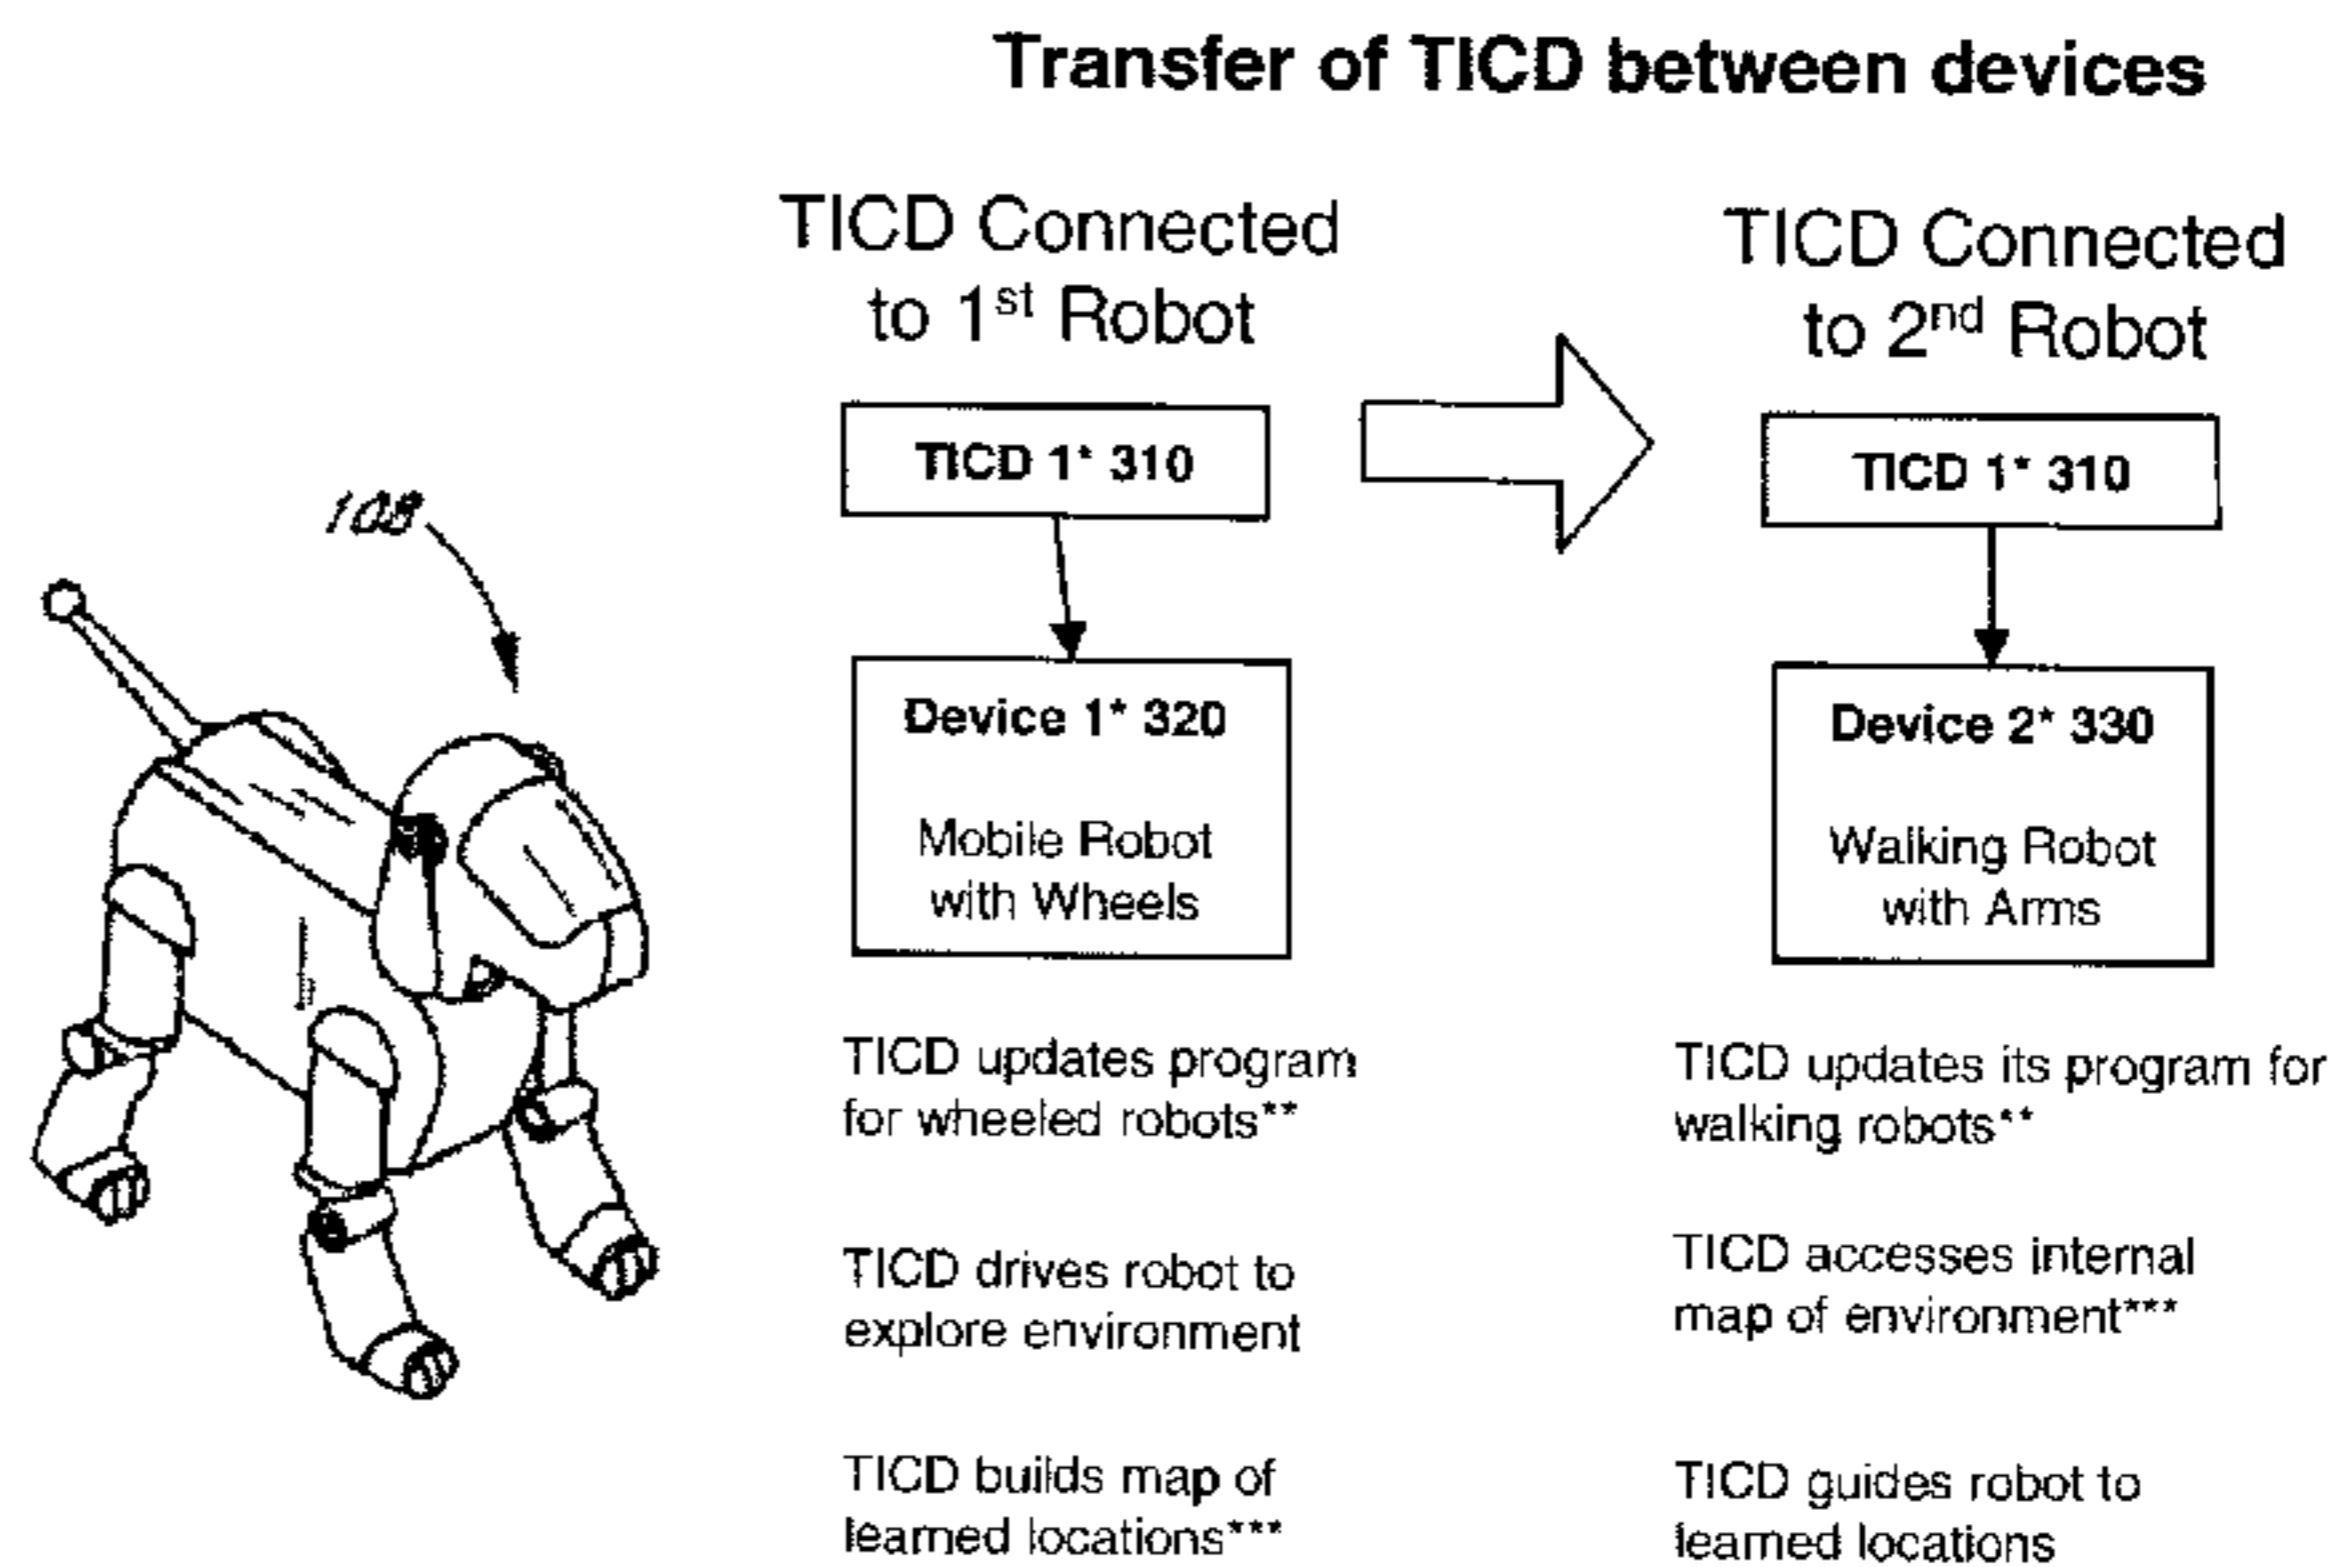 Transfer of TICD between devices
TICD Connected
to 1st Robot
TICD 1* 310
Device 1* 320
Mobile Robot
with Wheels
TICD updates program
for wheeled robots**
TICD drives robot to
explore environment
TICD builds map of
learned locations***
TICD Connected
to 2nd Robot
TICD 1* 310
Device 2* 330
Walking Robot
with Arms
TICD updates its program for
walking robots**
TICD accesses internal
map of environment***
TICD guides robot to
learned locations